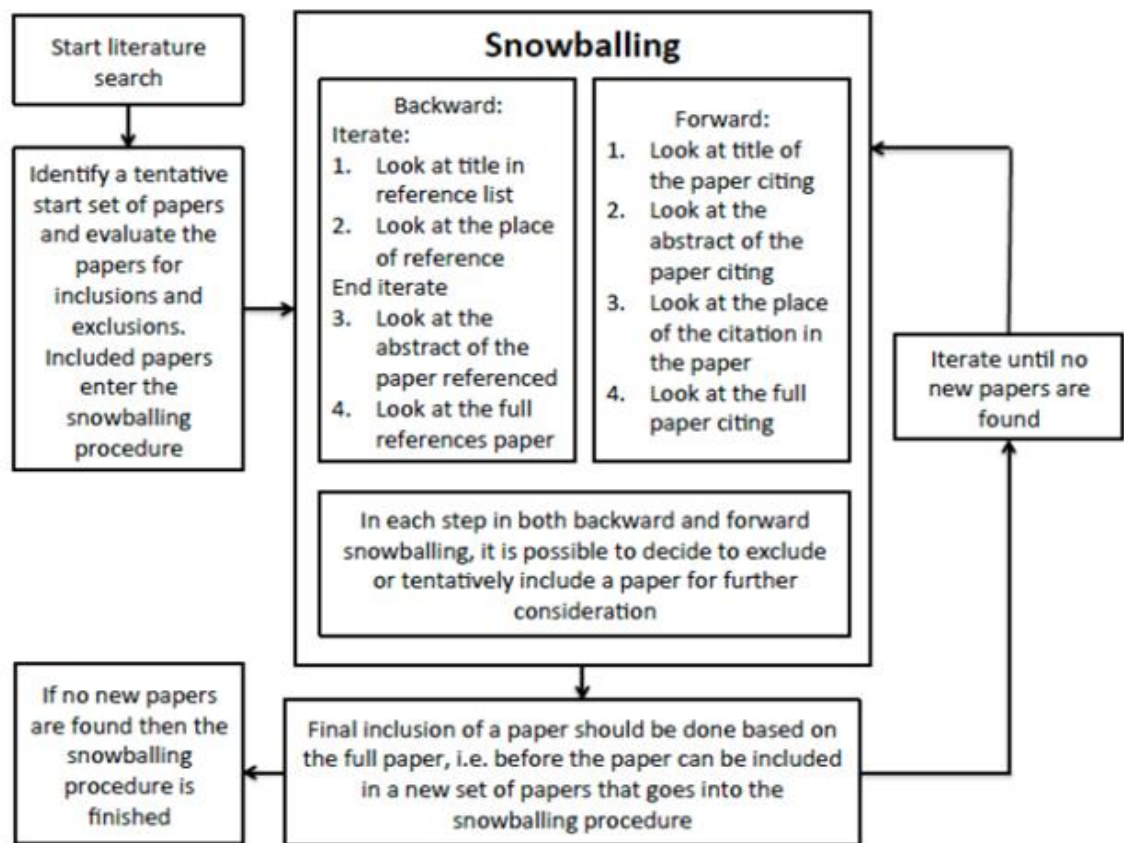 Start literature
search
Identify a tentative
start set of papers
and evaluate the
papers for
inclusions and
exclusions.
Included papers
enter the
snowballing
procedure
Snowballing
Backward:
Iterate:
1. Look at title in
reference list
2. Look at the place
of reference
End iterate
3. Look at the
abstract of the
paper referenced
4. Look at the full
references paper
Forward:
1. Look at title of
the paper citing
2. Look at the
abstract of the
paper citing
3. Look at the place
of the citation in
the paper
4. Look at the full
paper citing
In each step in both backward and forward
snowballing, it is possible to decide to exclude
or tentatively include a paper for further
consideration
Iterate until no
new papers are
found
Final inclusion of a paper should be done based on
the full paper, i.e. before the paper can be included
in a new set of papers that goes into the
snowballing procedure
If no new papers
are found then the
snowballing
procedure is
finished